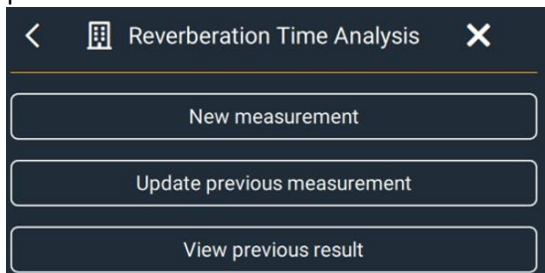 Reverberation Time Analysis
New measurement
Update previous measurement
View previous result